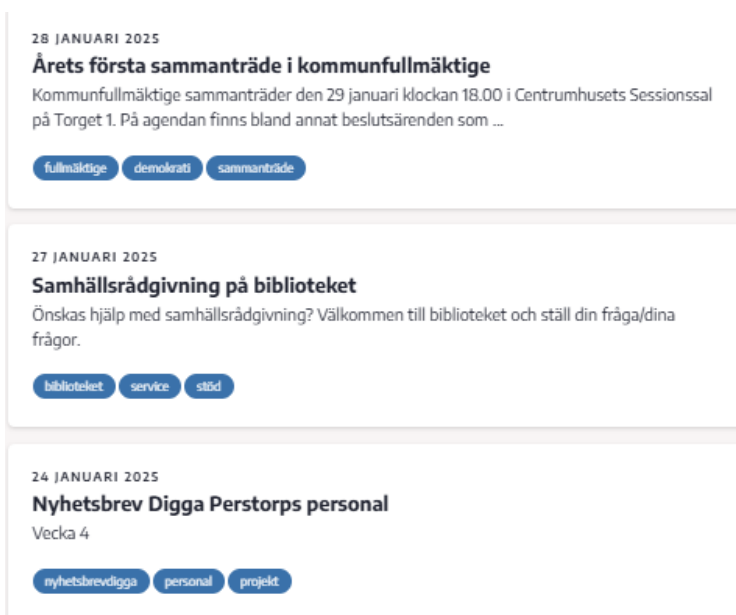 28 JANUARI 2025
Årets första sammanträde i kommunfullmäktige
Kommunfullmäktige sammanträder den 29 januari klockan 18.00 i Centrumhusets Sessionssal
på Torget 1. På agendan finns bland annat beslutsärenden som ...
fullmäktige demokrati sammanträde
27 JANUARI 2025
Samhällsrådgivning på biblioteket
Önskas hjälp med samhällsrådgivning? Välkommen till biblioteket och ställ din fråga/dina
frågor.
biblioteket service stöd
24 JANUARI 2025
Nyhetsbrev Digga Perstorps personal
Vecka 4
nyhetsbrevdigga personal projekt